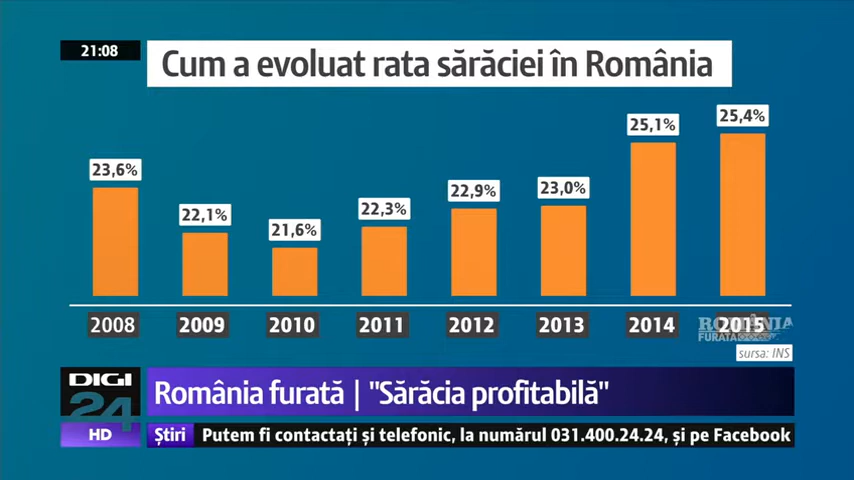 21:08
Cum a evoluat rata sărăciei în România
23,6%
22,1%
21,6%
22,3%
22,9%
23,0%
25,1%
25,4%
2008
2009
2010
2011
2012
2013
2014
2015
ROMÂNIA
FURATĂ
sursa: INS
DIGI
24
HD
România furată | "Sărăcia profitabilă"
Știri
Putem fi contactați și telefonic, la numărul 031.400.24.24, și pe Facebook